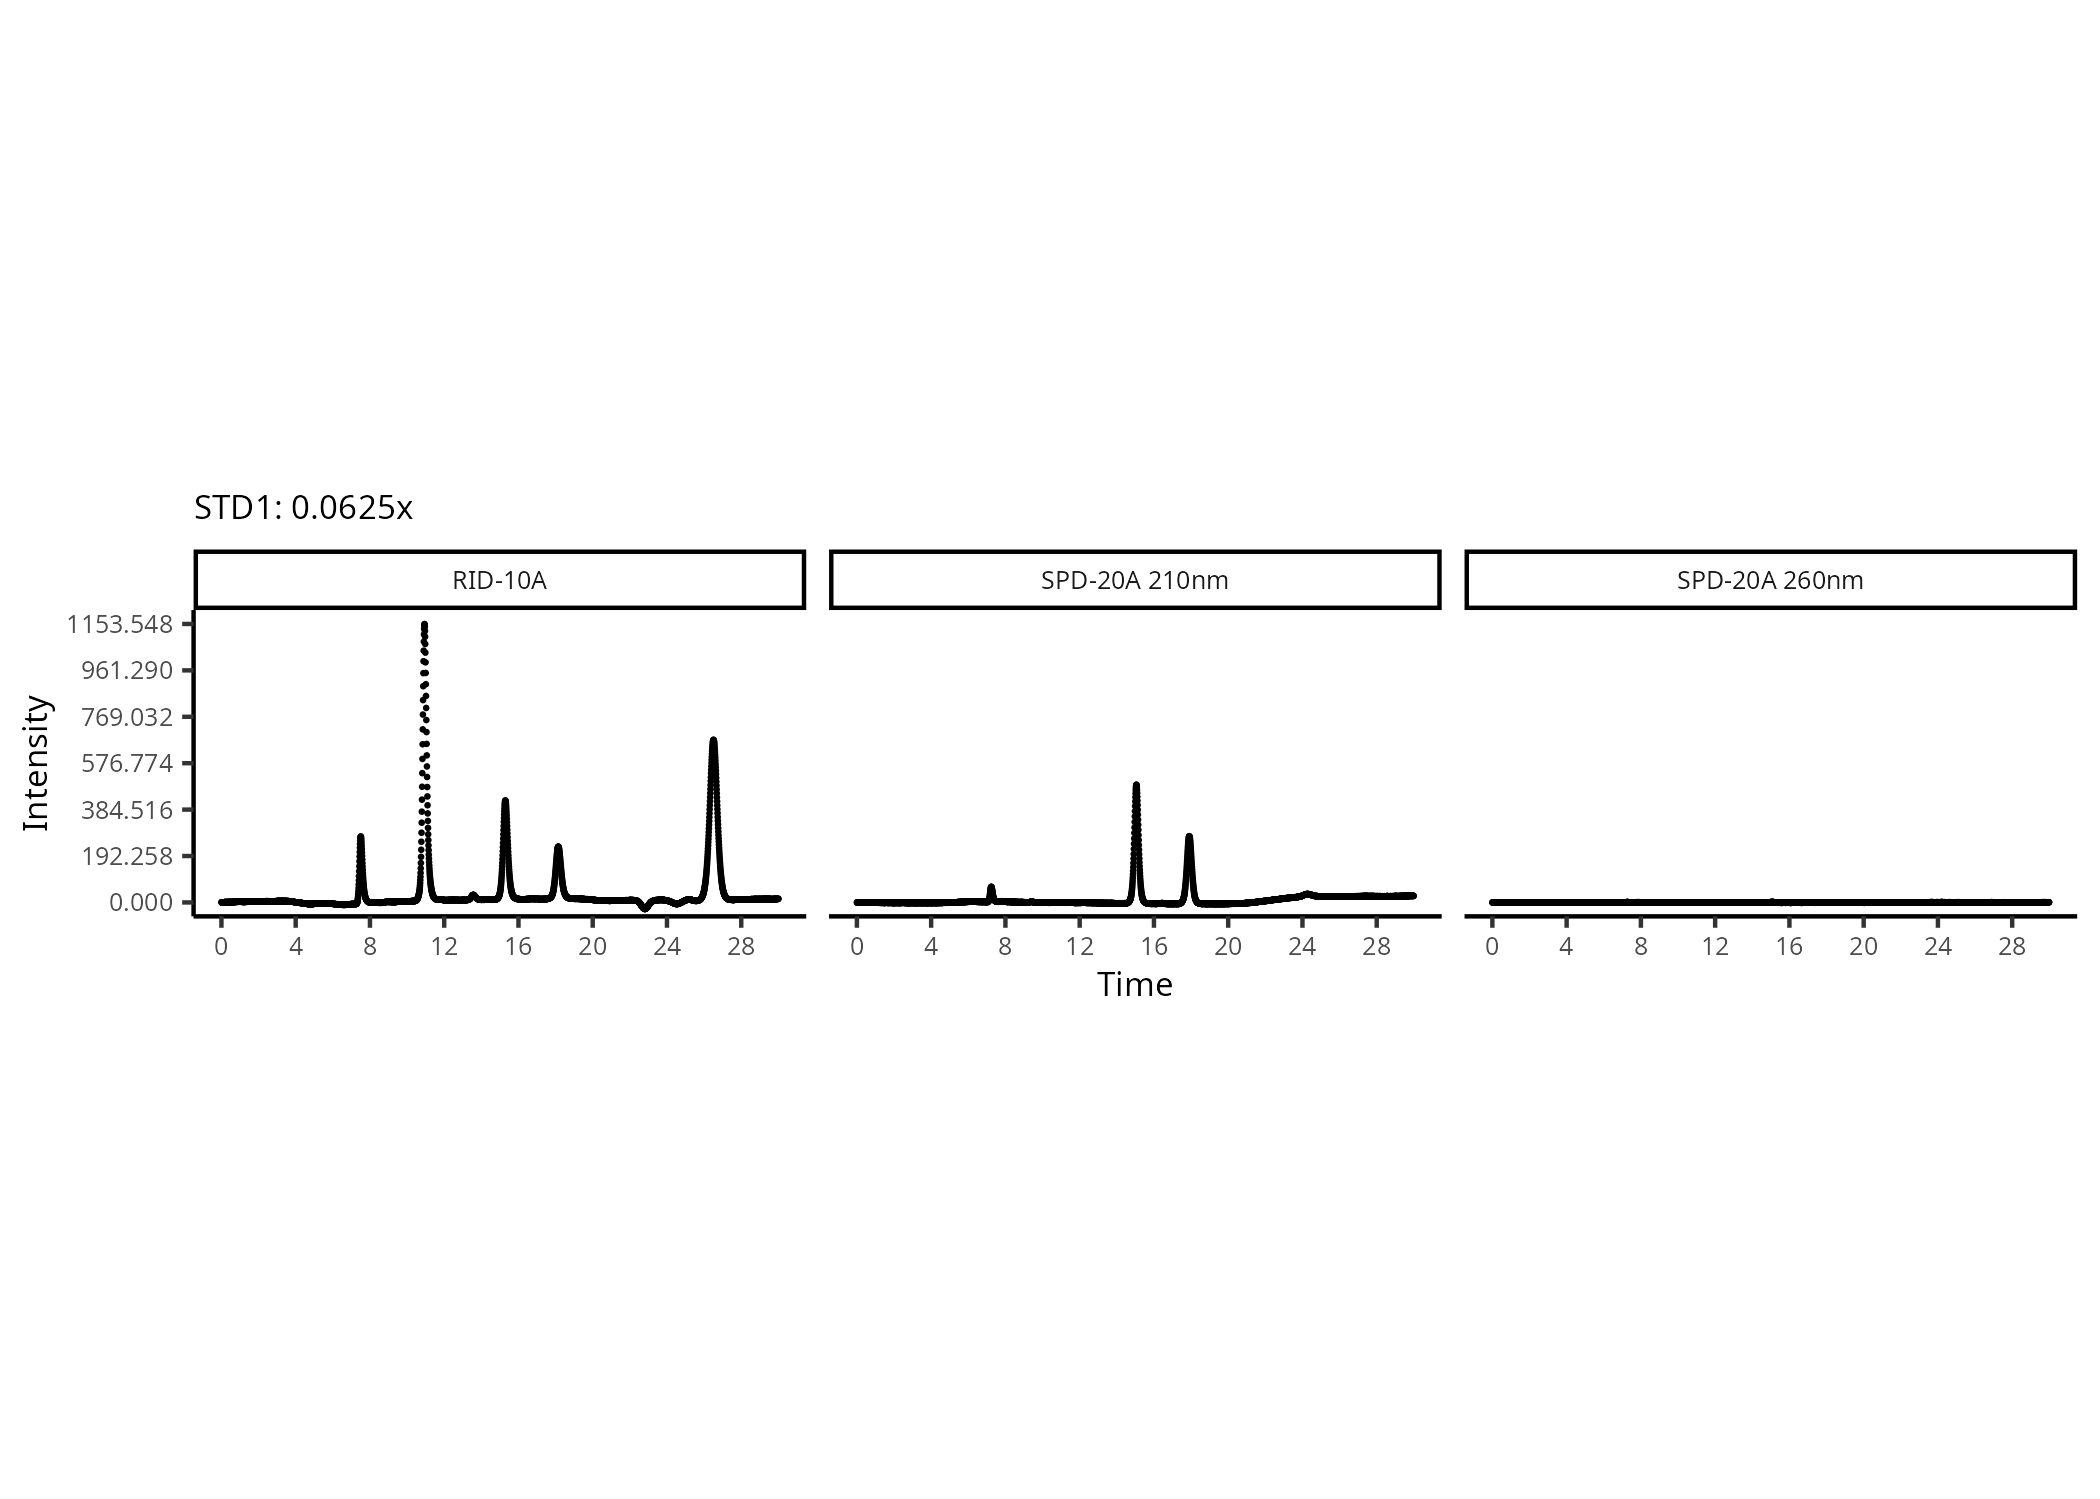 STD1: 0.0625x
RID-10A
SPD-20A 210nm
SPD-20A 260nm
Intensity
1153.548
961.290
769.032
576.774
384.516
192.258
0.000
0 4 8 12 16 20 24 28
0 4 8 12 16 20 24 28
0 4 8 12 16 20 24 28
Time